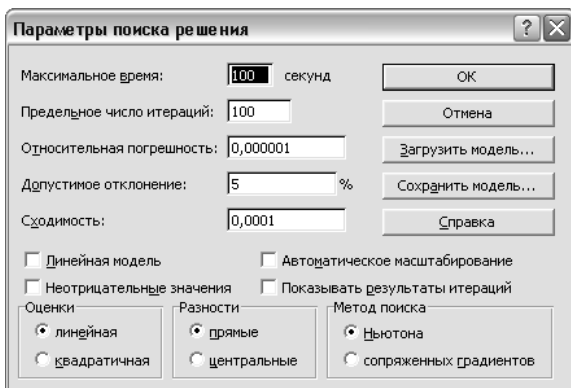 Параметры поиска решения
Максимальное время: 100 секунд OK
Предельное число итераций: 100 Отмена
Относительная погрешность: 0,000001 Загрузить модель...
Допустимое отклонение: 5 % Сохранить модель...
Сходимость: 0,0001 Справка
Линейная модель Автоматическое масштабирование
Неотрицательные значения Показывать результаты итераций
Оценки Разности Метод поиска
линейная прямые Ньютона
квадратичная центральные сопряженных градиентов